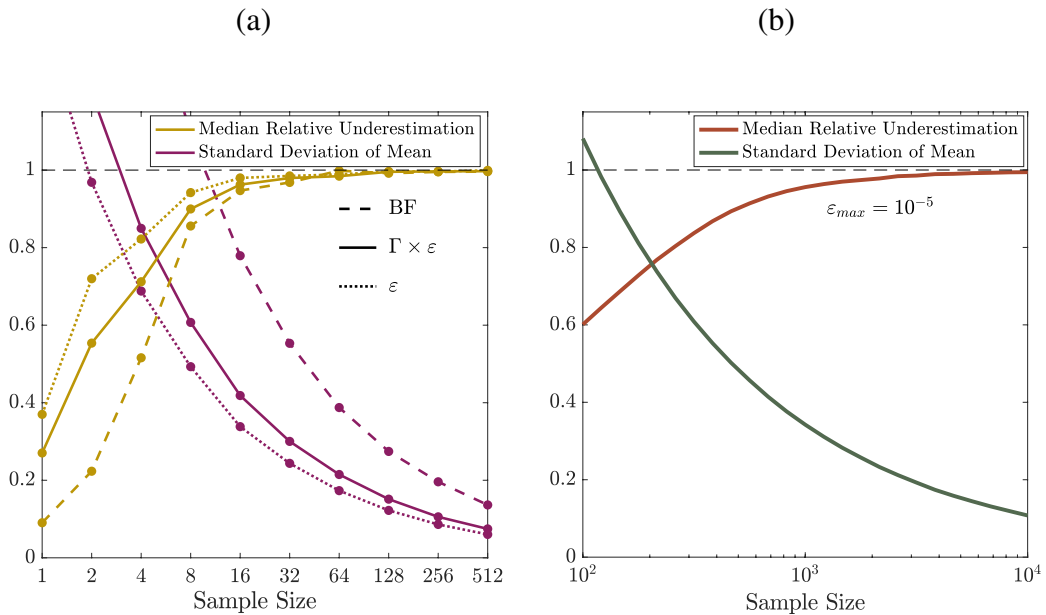 (a)
Median Relative Underestimation
Standard Deviation of Mean
BF
Γ × ε
ε
1
0.8
0.6
0.4
0.2
0
1 2 4 8 16 32 64 128 256 512
Sample Size
(b)
Median Relative Underestimation
Standard Deviation of Mean
εmax = 10⁻⁵
1
0.8
0.6
0.4
0.2
0
10² 10³ 10⁴
Sample Size